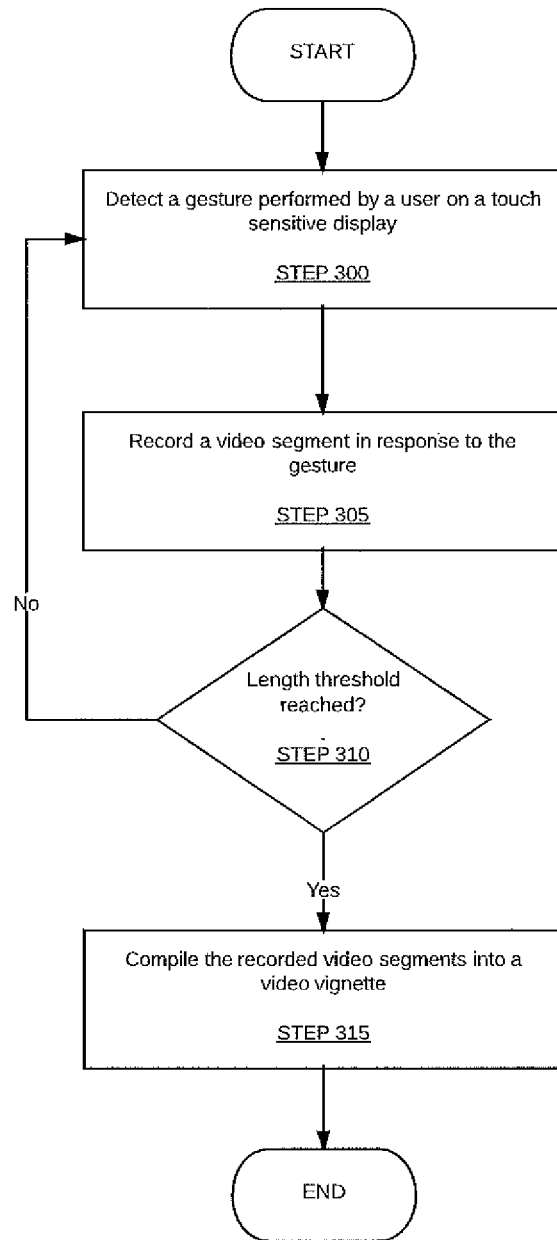 START
Detect a gesture performed by a user on a touch
sensitive display
STEP 300
Record a video segment in response to the
gesture
STEP 305
No
Length threshold
reached?
STEP 310
Yes
Compile the recorded video segments into a
video vignette
STEP 315
END